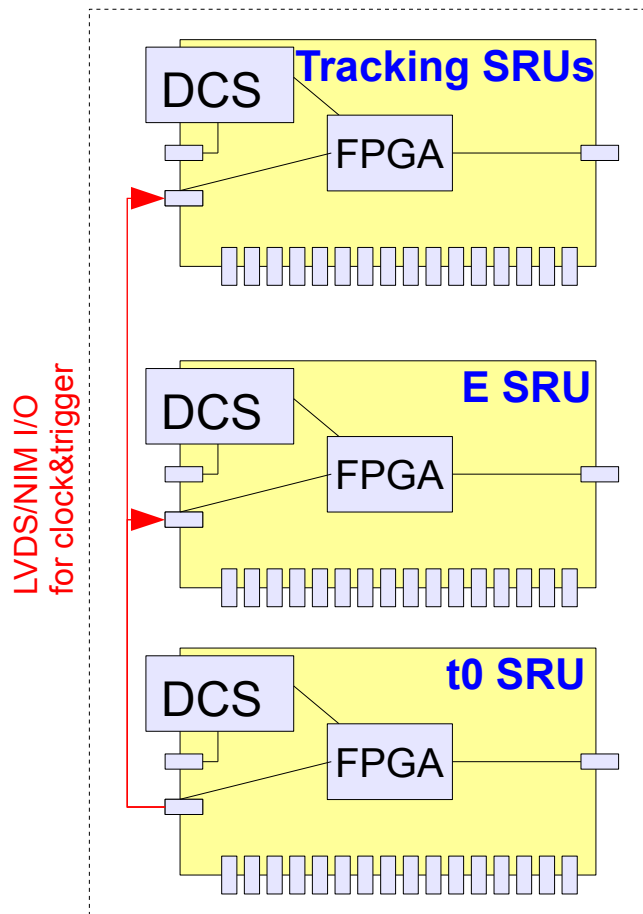 Tracking SRUs
DCS
FPGA
E SRU
DCS
FPGA
t0 SRU
DCS
FPGA
LVDS/NIM I/O
for clock&trigger